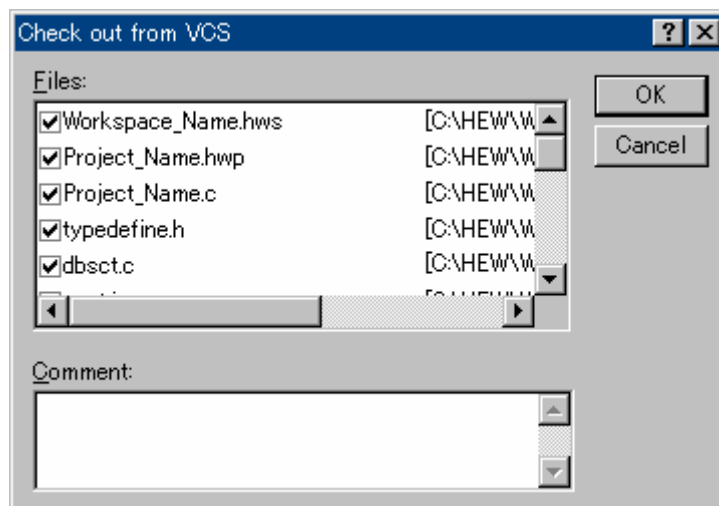 Check out from VCS
Files:
Workspace_Name.hws [C:\HEW\W
Project_Name.hwp [C:\HEW\W
Project_Name.c [C:\HEW\W
typedefine.h [C:\HEW\W
dbsct.c [C:\HEW\W
OK
Cancel
Comment: